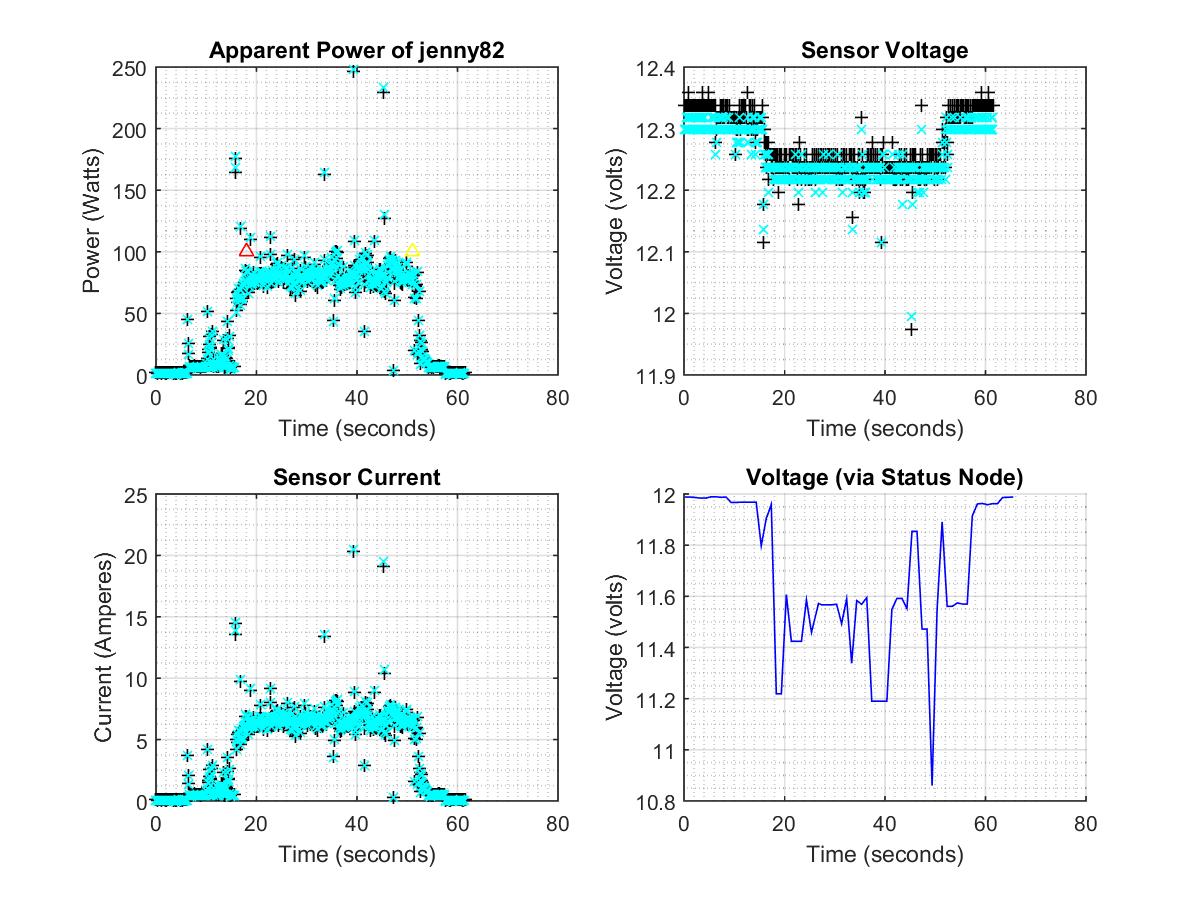 Apparent Power of jenny82
250
200
150
100
50
0
Power (Watts)
0 20 40 60 80
Time (seconds)
Sensor Voltage
12.4
12.3
12.2
12.1
12
11.9
Voltage (volts)
0 20 40 60 80
Time (seconds)
Sensor Current
25
20
15
10
5
0
Current (Amperes)
0 20 40 60 80
Time (seconds)
Voltage (via Status Node)
12
11.8
11.6
11.4
11.2
11
10.8
Voltage (volts)
0 20 40 60 80
Time (seconds)